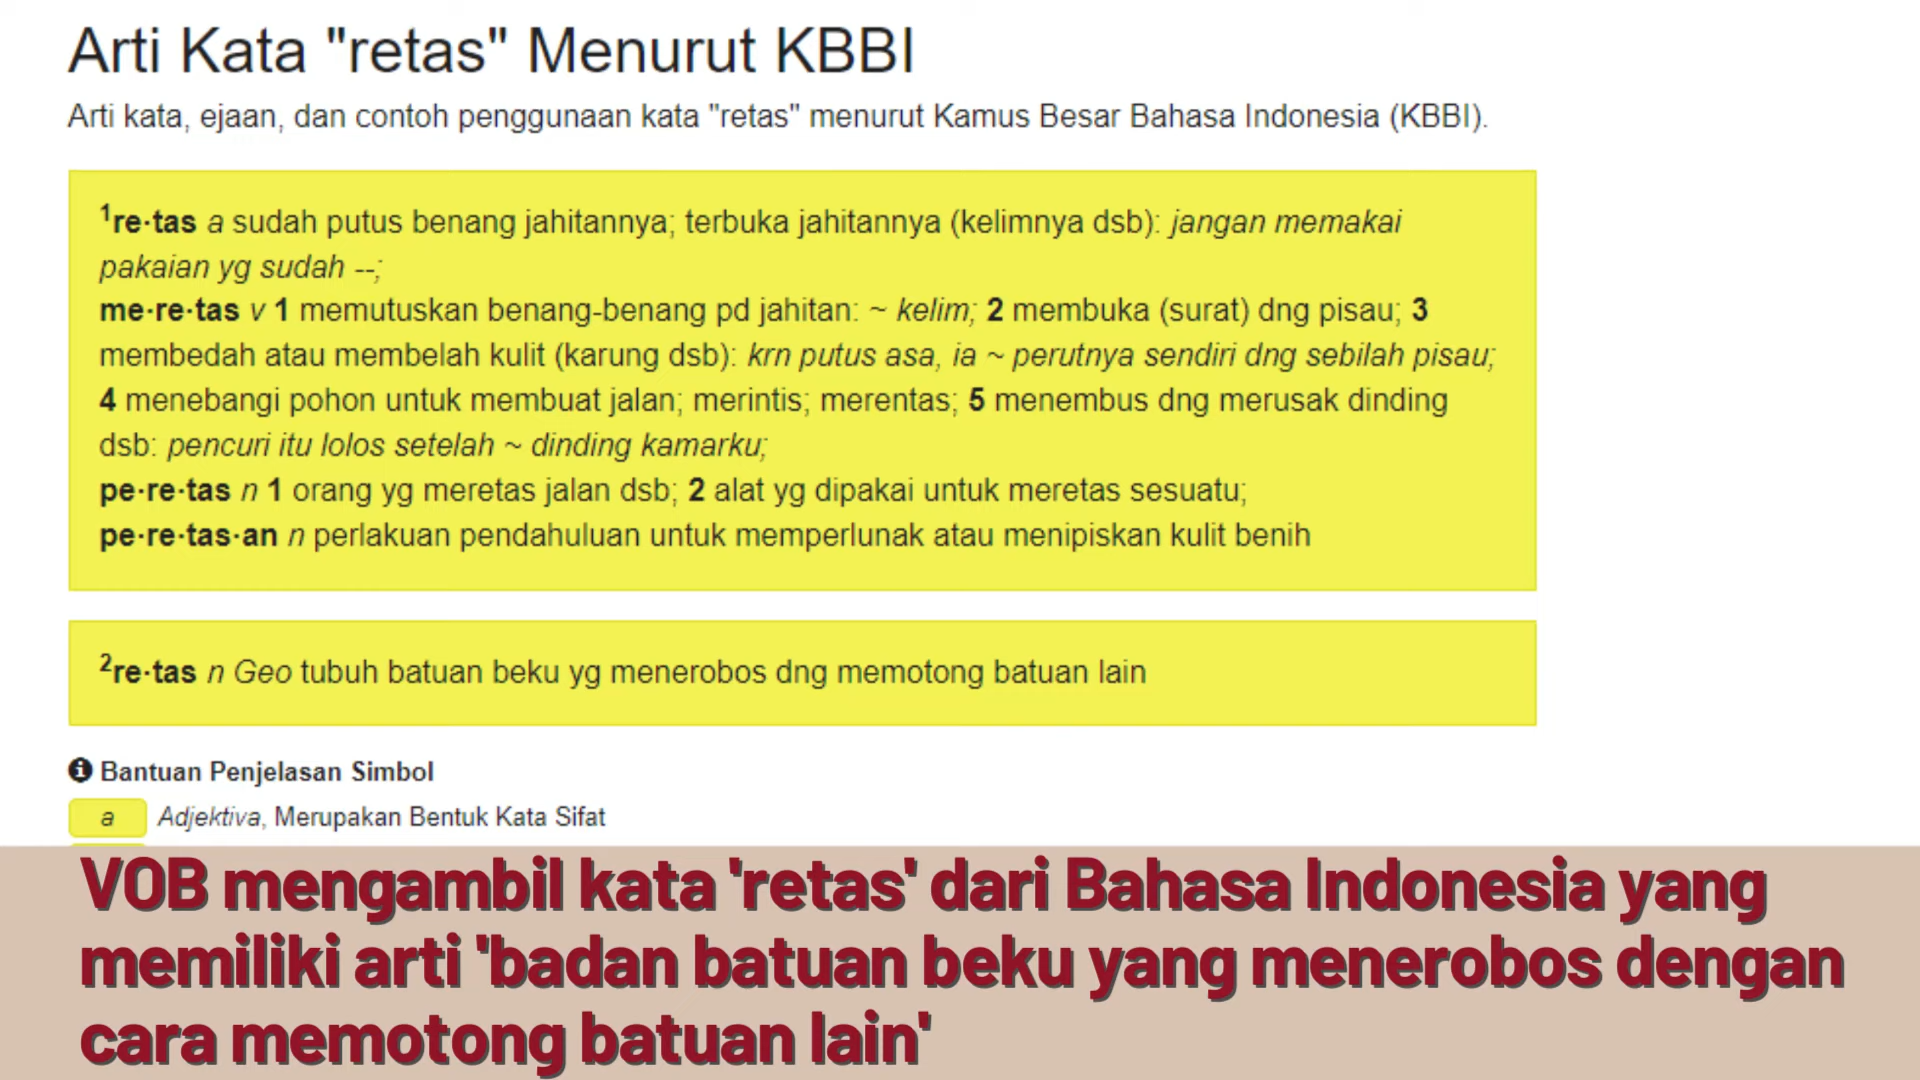 Arti Kata "retas" Menurut KBBI
Arti kata, ejaan, dan contoh penggunaan kata "retas" menurut Kamus Besar Bahasa Indonesia (KBBI).
¹re·tas a sudah putus benang jahitannya; terbuka jahitannya (kelimnya dsb): jangan memakai
pakaian yg sudah --;
me·re·tas v 1 memutuskan benang-benang pd jahitan: ~ kelim; 2 membuka (surat) dng pisau; 3
membedah atau membelah kulit (karung dsb): krn putus asa, ia ~ perutnya sendiri dng sebilah pisau;
4 menebangi pohon untuk membuat jalan; merintis; merentas; 5 menembus dng merusak dinding
dsb: pencuri itu lolos setelah ~ dinding kamarku;
pe·re·tas n 1 orang yg meretas jalan dsb; 2 alat yg dipakai untuk meretas sesuatu;
pe·re·tas·an n perlakuan pendahuluan untuk memperlunak atau menipiskan kulit benih
²re·tas n Geo tubuh batuan beku yg menerobos dng memotong batuan lain
Bantuan Penjelasan Simbol
a Adjektiva, Merupakan Bentuk Kata Sifat
VOB mengambil kata 'retas' dari Bahasa Indonesia yang
memiliki arti 'badan batuan beku yang menerobos dengan
cara memotong batuan lain'